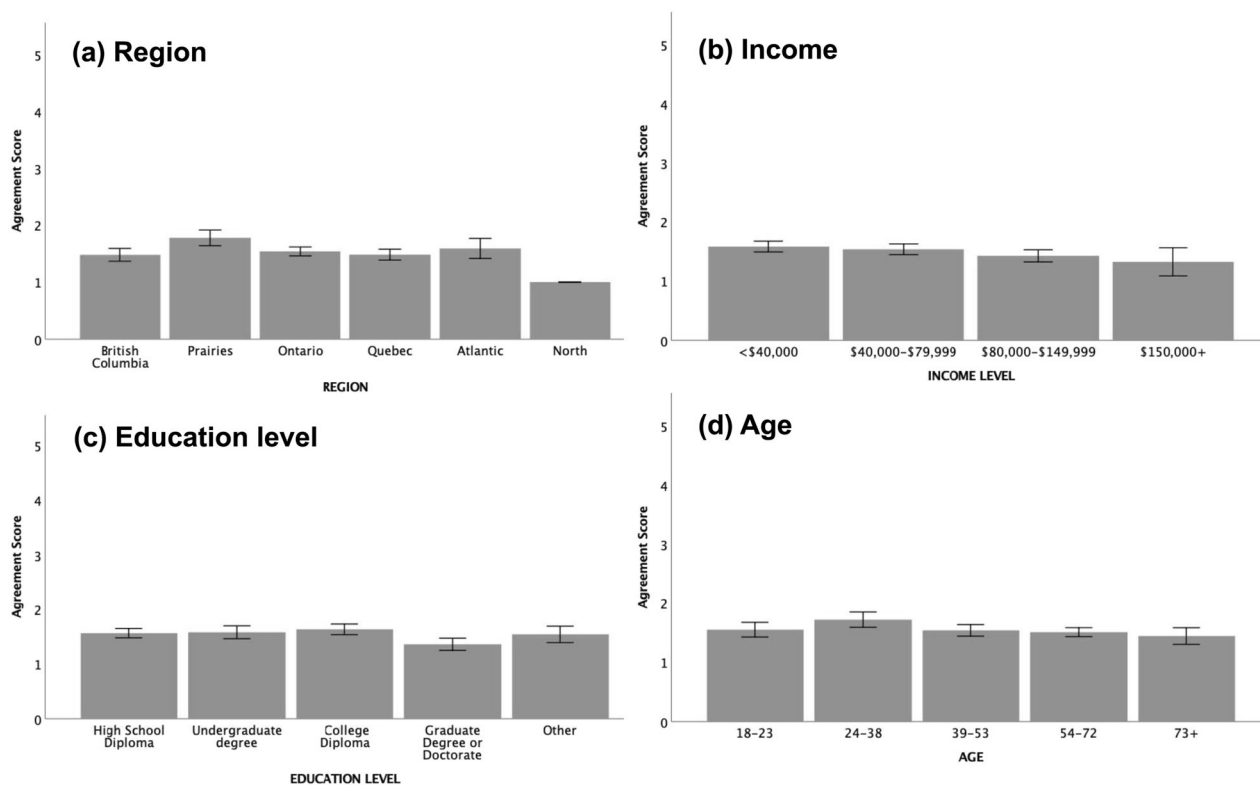 (a) Region
5
4
3
2
1
0
Agreement Score
British
Columbia
Prairies
Ontario
Quebec
Atlantic
North
REGION
(b) Income
5
4
3
2
1
0
Agreement Score
<$40,000
$40,000–$79,999
$80,000–$149,999
$150,000+
INCOME LEVEL
(c) Education level
5
4
3
2
1
0
Agreement Score
High School
Diploma
Undergraduate
degree
College
Diploma
Graduate
Degree or
Doctorate
Other
EDUCATION LEVEL
(d) Age
5
4
3
2
1
0
Agreement Score
18–23
24–38
39–53
54–72
73+
AGE